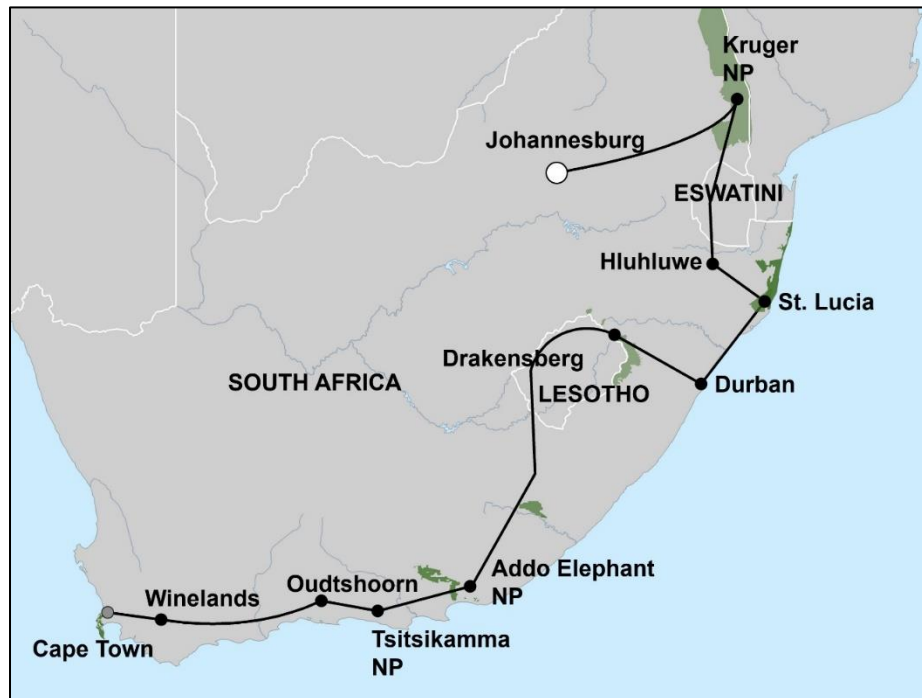 Kruger
NP
Johannesburg
ESWATINI
Hluhluwe
St. Lucia
Drakensberg
SOUTH AFRICA
LESOTHO
Durban
Addo Elephant
NP
Oudtshoorn
Winelands
Tsitsikamma
NP
Cape Town